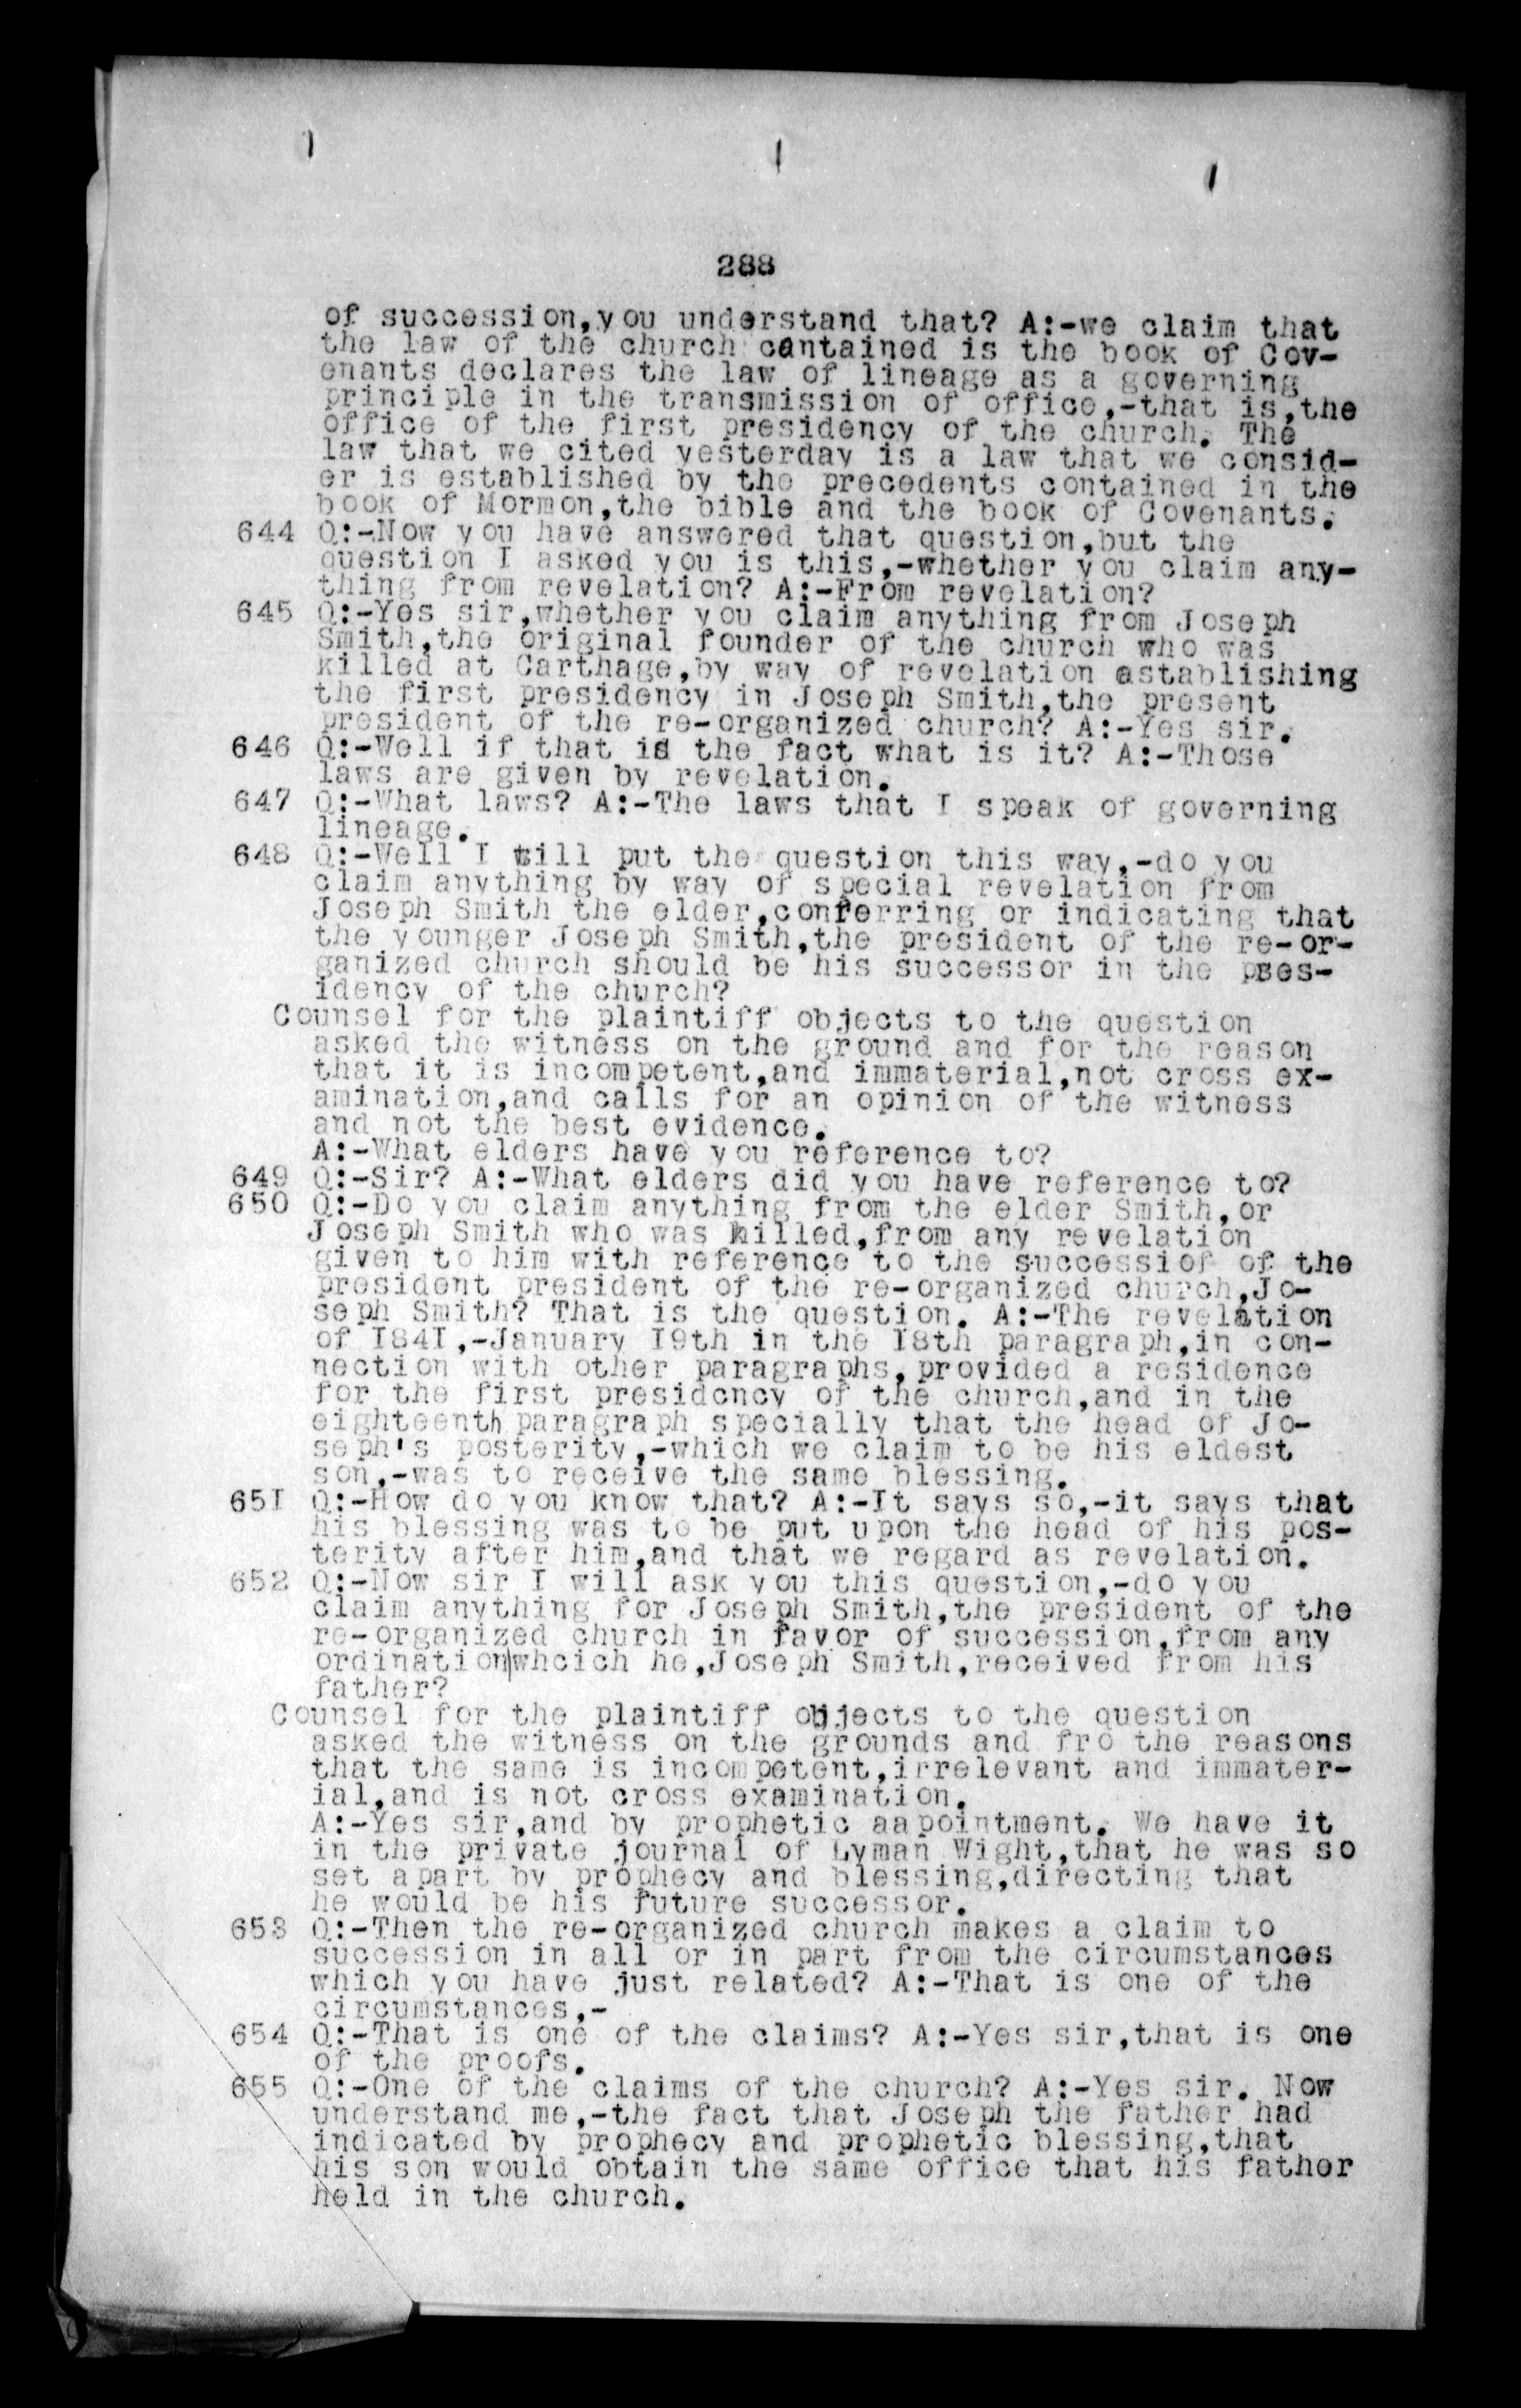 288
of succession,you understand that? A:-we claim that
the law of the church cantained is the book of Cov-
enants declares the law of lineage as a governing
principle in the transmission of office,-that is,the
office of the first presidency of the church. The
law that we cited yesterday is a law that we consid-
er is established by the precedents contained in the
book of Mormon,the bible and the book of Covenants.
644 Q:-Now you have answered that question,but the
question I asked you is this,-whether you claim any-
thing from revelation? A:-From revelation?
645 Q:-Yes sir,whether you claim anything from Joseph
Smith,the original founder of the church who was
killed at Carthage,by way of revelation establishing
the first presidency in Joseph Smith,the present
president of the re-organized church? A:-Yes sir.
646 Q:-Well if that is the fact what is it? A:-Those
laws are given by revelation.
647 Q:-What laws? A:-The laws that I speak of governing
lineage.
648 Q:-Well I will put the question this way,-do you
claim anything by way of special revelation from
Joseph Smith the elder,conferring or indicating that
the younger Joseph Smith,the president of the re-or-
ganized church should be his successor in the pres-
idency of the church?
Counsel for the plaintiff objects to the question
asked the witness on the ground and for the reason
that it is incompetent,and immaterial,not cross ex-
amination,and calls for an opinion of the witness
and not the best evidence.
A:-What elders have you reference to?
649 Q:-Sir? A:-What elders did you have reference to?
650 Q:-Do you claim anything from the elder Smith,or
Joseph Smith who was killed,from any revelation
given to him with reference to the successiof of the
president president of the re-organized church,Jo-
seph Smith? That is the question. A:-The revelation
of I84I,-January I9th in the I8th paragraph,in con-
nection with other paragraphs,provided a residence
for the first presidency of the church,and in the
eighteenth paragraph specially that the head of Jo-
seph's posterity,-which we claim to be his eldest
son,-was to receive the same blessing.
65I Q:-How do you know that? A:-It says so,-it says that
his blessing was to be put upon the head of his pos-
terity after him,and that we regard as revelation.
652 Q:-Now sir I will ask you this question,-do you
claim anything for Joseph Smith,the president of the
re-organized church in favor of succession,from any
ordination|whcich he,Joseph Smith,received from his
father?
Counsel for the plaintiff objects to the question
asked the witness on the grounds and fro the reasons
that the same is incompetent,irrelevant and immater-
ial,and is not cross examination.
A:-Yes sir,and by prophetic aapointment. We have it
in the private journal of Lyman Wight,that he was so
set apart by prophecy and blessing,directing that
he would be his future successor.
653 Q:-Then the re-organized church makes a claim to
succession in all or in part from the circumstances
which you have just related? A:-That is one of the
circumstances,-
654 Q:-That is one of the claims? A:-Yes sir,that is one
of the proofs.
655 Q:-One of the claims of the church? A:-Yes sir. Now
understand me,-the fact that Joseph the father had
indicated by prophecy and prophetic blessing,that
his son would obtain the same office that his father
held in the church.